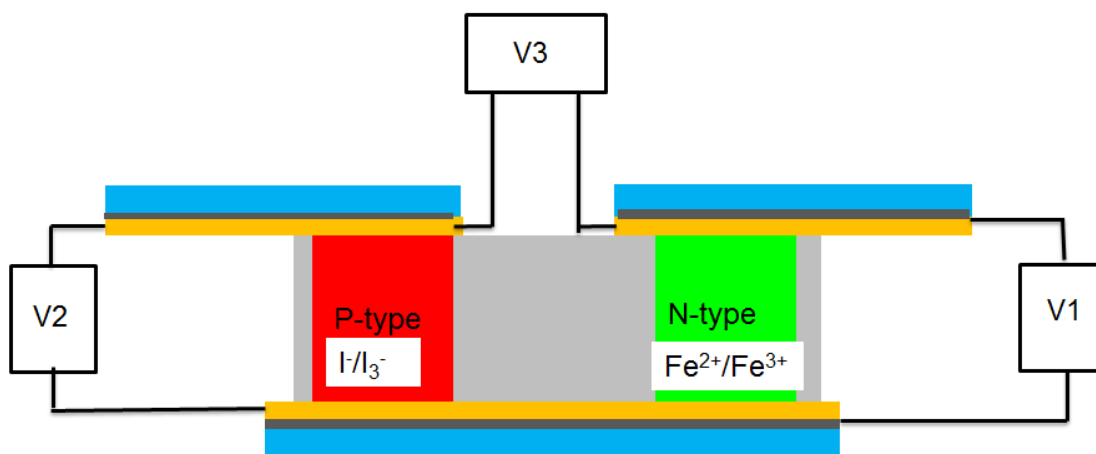 V3
V2
V1
P-type
I⁻/I₃⁻
N-type
Fe²⁺/Fe³⁺